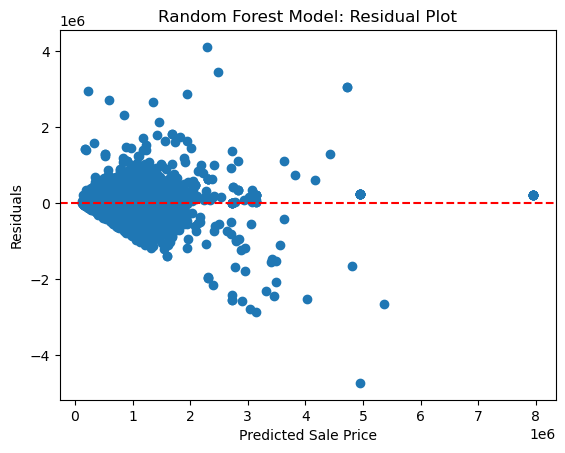 Random Forest Model: Residual Plot
1e6
4
2
0
−2
−4
Residuals
0 1 2 3 4 5 6 7 8
1e6
Predicted Sale Price